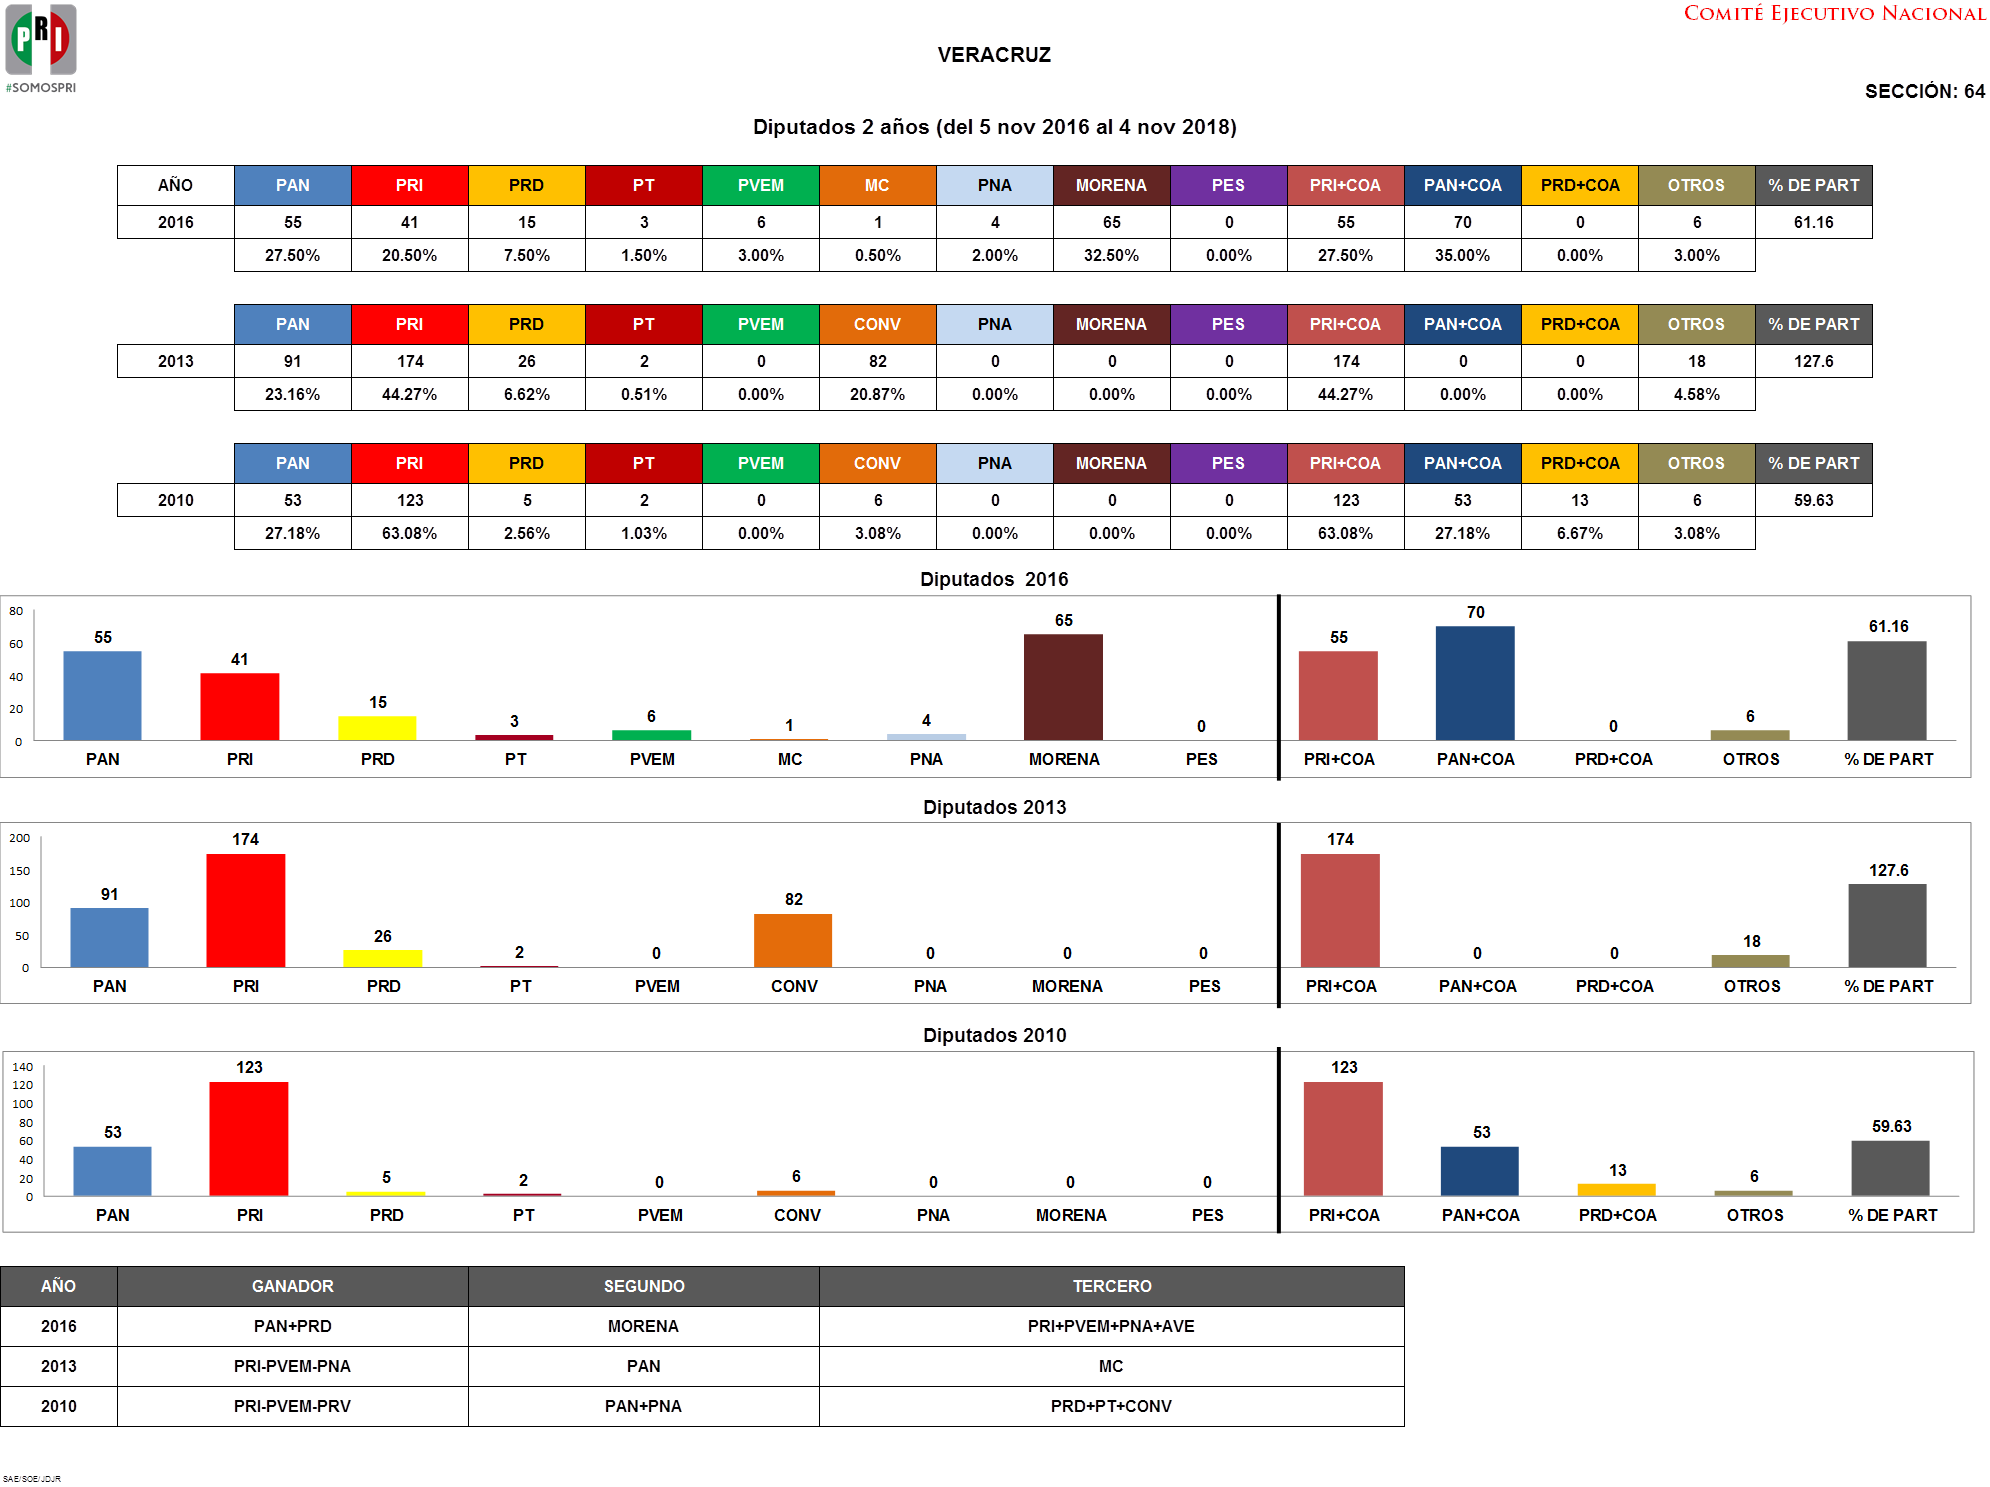 PRI
#SOMOSPRI
COMITÉ EJECUTIVO NACIONAL
VERACRUZ
SECCIÓN: 64
Diputados 2 años (del 5 nov 2016 al 4 nov 2018)
AÑO PAN PRI PRD PT PVEM MC PNA MORENA PES PRI+COA PAN+COA PRD+COA OTROS % DE PART
2016 55 41 15 3 6 1 4 65 0 55 70 0 6 61.16
27.50% 20.50% 7.50% 1.50% 3.00% 0.50% 2.00% 32.50% 0.00% 27.50% 35.00% 0.00% 3.00%
PAN PRI PRD PT PVEM CONV PNA MORENA PES PRI+COA PAN+COA PRD+COA OTROS % DE PART
2013 91 174 26 2 0 82 0 0 0 174 0 0 18 127.6
23.16% 44.27% 6.62% 0.51% 0.00% 20.87% 0.00% 0.00% 0.00% 44.27% 0.00% 0.00% 4.58%
PAN PRI PRD PT PVEM CONV PNA MORENA PES PRI+COA PAN+COA PRD+COA OTROS % DE PART
2010 53 123 5 2 0 6 0 0 0 123 53 13 6 59.63
27.18% 63.08% 2.56% 1.03% 0.00% 3.08% 0.00% 0.00% 0.00% 63.08% 27.18% 6.67% 3.08%
Diputados 2016
80
60
40
20
0
55 41 15 3 6 1 4 65 0 55 70 0 6 61.16
PAN PRI PRD PT PVEM MC PNA MORENA PES PRI+COA PAN+COA PRD+COA OTROS % DE PART
Diputados 2013
200
150
100
50
0
91 174 26 2 0 82 0 0 0 174 0 0 18 127.6
PAN PRI PRD PT PVEM CONV PNA MORENA PES PRI+COA PAN+COA PRD+COA OTROS % DE PART
Diputados 2010
140
120
100
80
60
40
20
0
53 123 5 2 0 6 0 0 0 123 53 13 6 59.63
PAN PRI PRD PT PVEM CONV PNA MORENA PES PRI+COA PAN+COA PRD+COA OTROS % DE PART
AÑO GANADOR SEGUNDO TERCERO
2016 PAN+PRD MORENA PRI+PVEM+PNA+AVE
2013 PRI-PVEM-PNA PAN MC
2010 PRI-PVEM-PRV PAN+PNA PRD+PT+CONV
SAE/SOE/JDJR